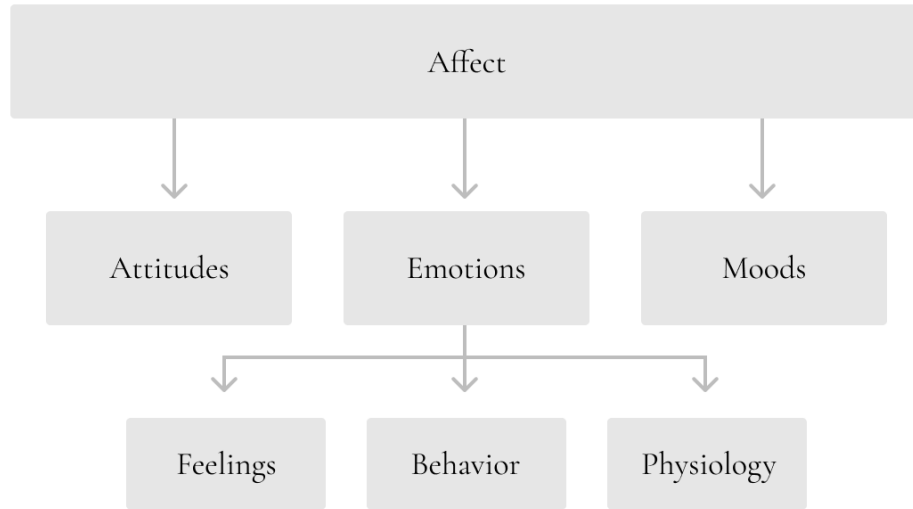 Affect
Attitudes
Emotions
Moods
Feelings
Behavior
Physiology